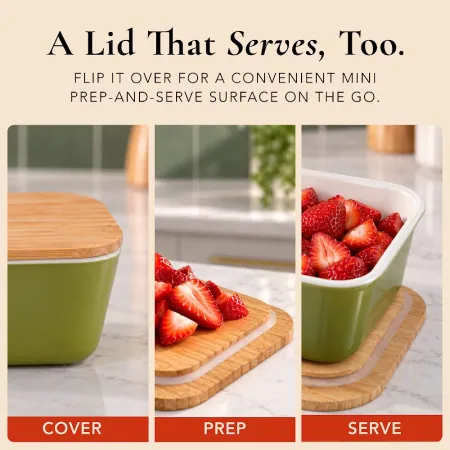 A Lid That Serves, Too.
FLIP IT OVER FOR A CONVENIENT MINI
PREP-AND-SERVE SURFACE ON THE GO.
COVER
PREP
SERVE